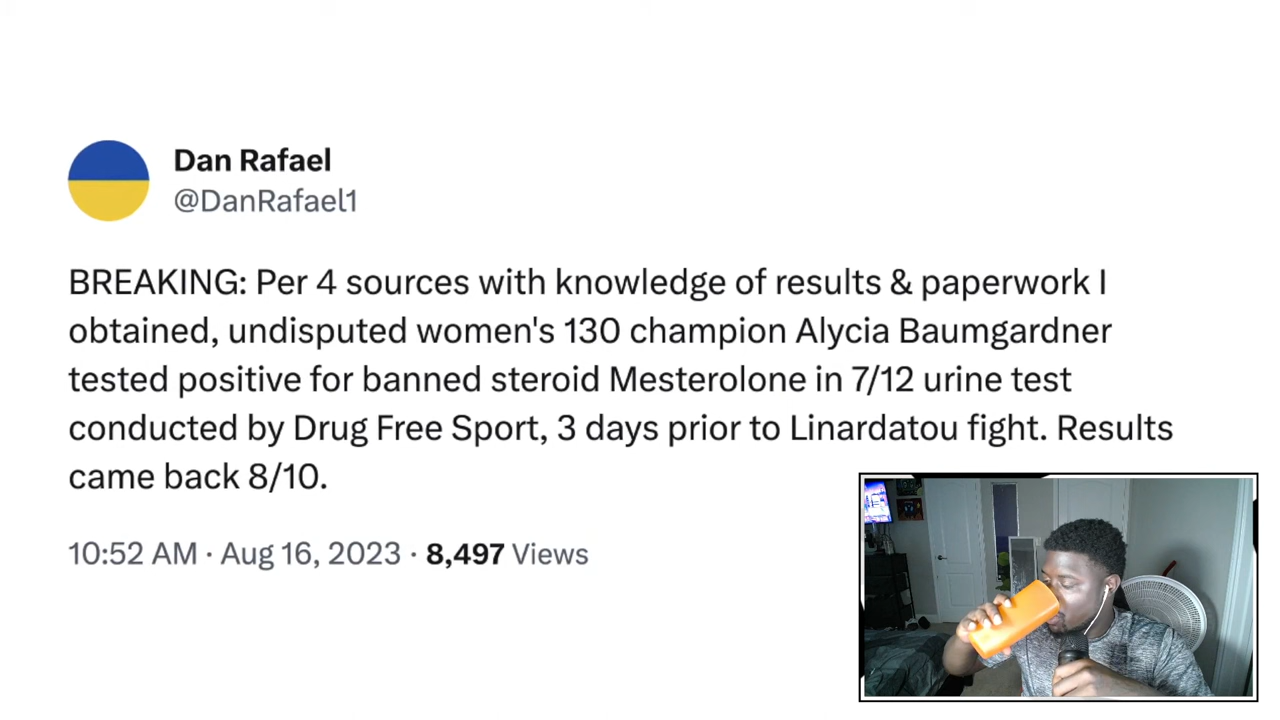 Dan Rafael
@DanRafael1
BREAKING: Per 4 sources with knowledge of results & paperwork I
obtained, undisputed women's 130 champion Alycia Baumgardner
tested positive for banned steroid Mesterolone in 7/12 urine test
conducted by Drug Free Sport, 3 days prior to Linardatou fight. Results
came back 8/10.
10:52 AM · Aug 16, 2023 · 8,497 Views